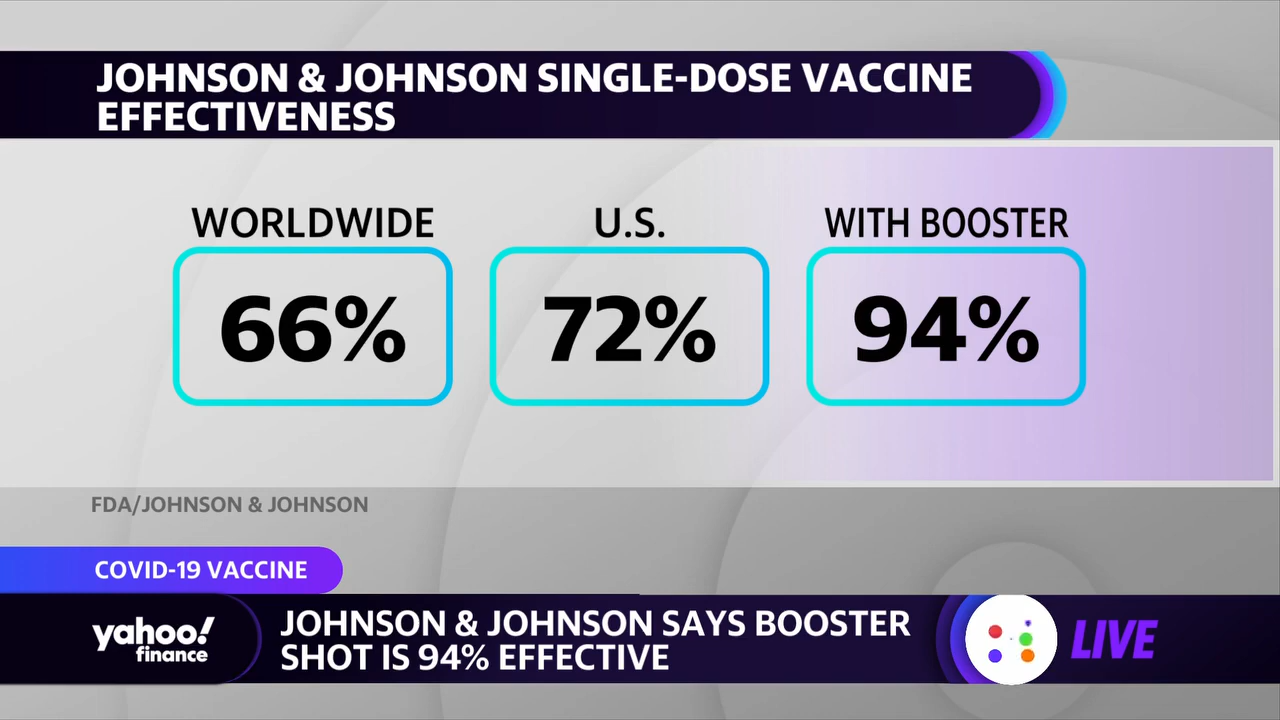 JOHNSON & JOHNSON SINGLE-DOSE VACCINE
EFFECTIVENESS
WORLDWIDE
U.S.
WITH BOOSTER
66%
72%
94%
FDA/JOHNSON & JOHNSON
COVID-19 VACCINE
yahoo!
finance
JOHNSON & JOHNSON SAYS BOOSTER
SHOT IS 94% EFFECTIVE
LIVE